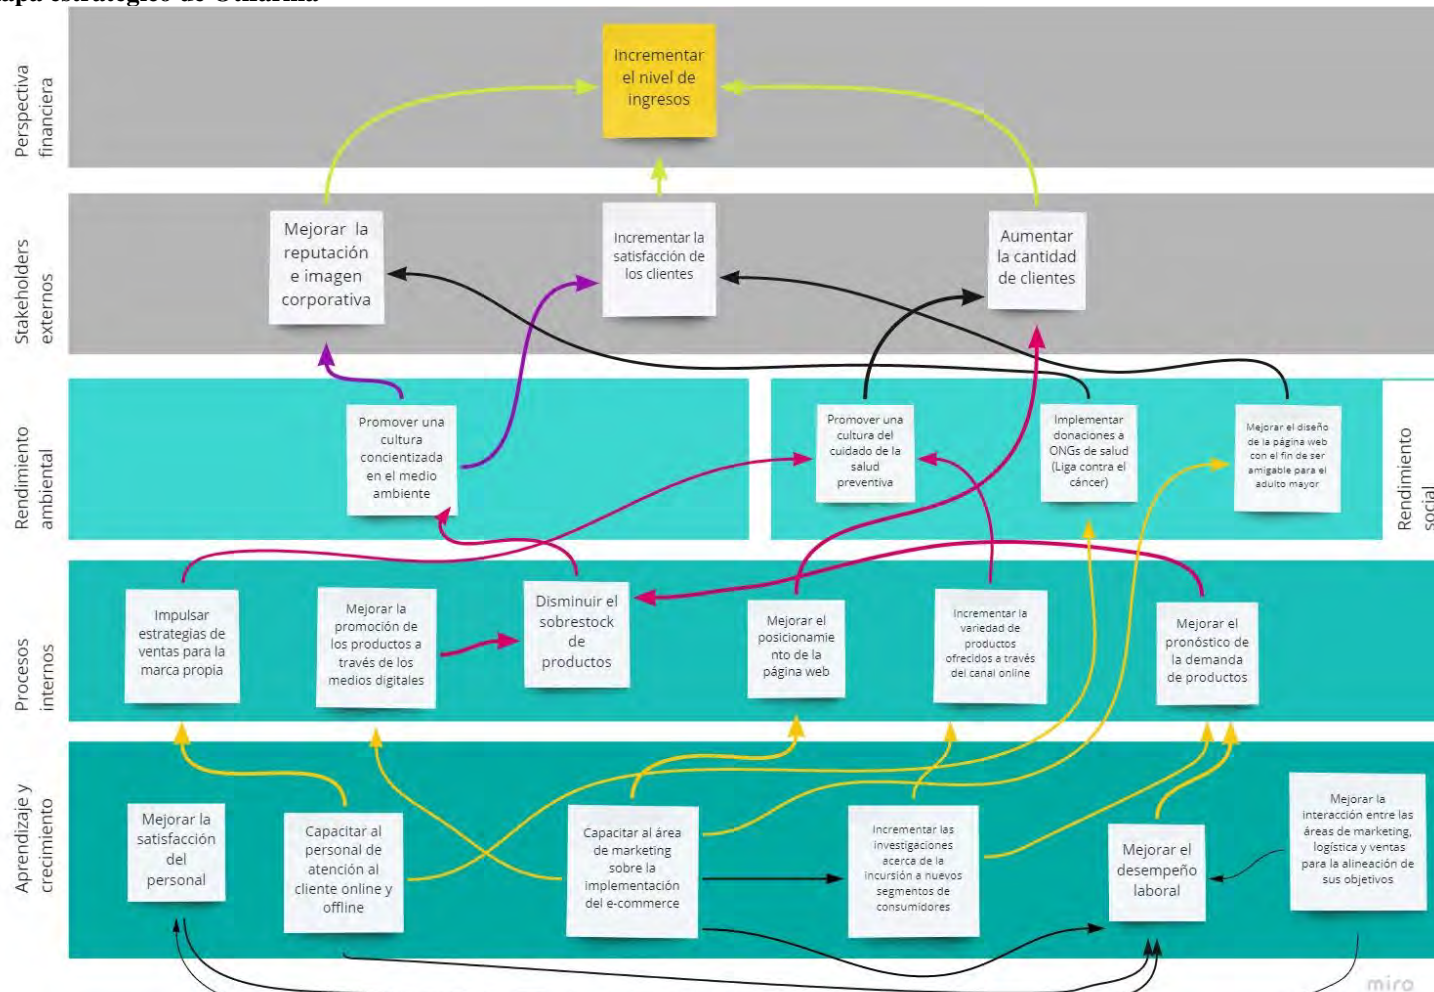 Perspectiva
financiera
Incrementar
el nivel de
ingresos
Stakeholders
externos
Mejorar la
reputación
e imagen
corporativa
Incrementar la
satisfacción de
los clientes
Aumentar
la cantidad
de clientes
Rendimiento
ambiental
Promover una
cultura
concientizada
en el medio
ambiente
Promover una
cultura del
cuidado de la
salud
preventiva
Implementar
donaciones a
ONGs de salud
(Liga contra el
cáncer)
Mejorar el diseño
de la página web
con el fin de ser
amigable para el
adulto mayor
Rendimiento
social
Procesos
internos
Impulsar
estrategias de
ventas para la
marca propia
Mejorar la
promoción de
los productos a
través de los
medios digitales
Disminuir el
sobrestock
de
productos
Mejorar el
posicionamie
nto de la
página web
Incrementar la
variedad de
productos
ofrecidos a través
del canal online
Mejorar el
pronóstico de
la demanda
de productos
Aprendizaje y
crecimiento
Mejorar la
satisfacción
del
personal
Capacitar al
personal de
atención al
cliente online y
offline
Capacitar al área
de marketing
sobre la
implementación
del e-commerce
Incrementar las
investigaciones
acerca de la
incursión a nuevos
segmentos de
consumidores
Mejorar el
desempeño
laboral
Mejorar la
interacción entre las
áreas de marketing,
logística y ventas
para la alineación de
sus objetivos
miro